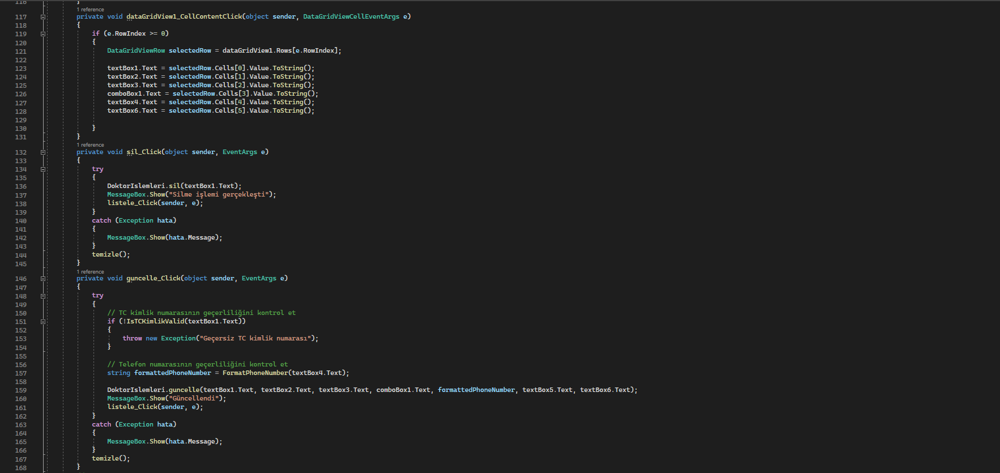 118 }
1 reference
117 private void dataGridView1_CellContentClick(object sender, DataGridViewCellEventArgs e)
118 {
119 if (e.RowIndex >= 0)
120 {
121 DataGridViewRow selectedRow = dataGridView1.Rows[e.RowIndex];
122
123 textBox1.Text = selectedRow.Cells[0].Value.ToString();
124 textBox2.Text = selectedRow.Cells[1].Value.ToString();
125 textBox3.Text = selectedRow.Cells[2].Value.ToString();
126 comboBox1.Text = selectedRow.Cells[3].Value.ToString();
127 textBox4.Text = selectedRow.Cells[4].Value.ToString();
128 textBox6.Text = selectedRow.Cells[5].Value.ToString();
129
130 }
131 }
1 reference
132 private void sil_Click(object sender, EventArgs e)
133 {
134 try
135 {
136 DoktorIslemleri.sil(textBox1.Text);
137 MessageBox.Show("Silme işlemi gerçekleşti");
138 listele_Click(sender, e);
139 }
140 catch (Exception hata)
141 {
142 MessageBox.Show(hata.Message);
143 }
144 temizle();
145 }
1 reference
146 private void guncelle_Click(object sender, EventArgs e)
147 {
148 try
149 {
150 // TC kimlik numarasının geçerliliğini kontrol et
151 if (!IsTCKimlikValid(textBox1.Text))
152 {
153 throw new Exception("Geçersiz TC kimlik numarası");
154 }
155
156 // Telefon numarasının geçerliliğini kontrol et
157 string formattedPhoneNumber = FormatPhoneNumber(textBox4.Text);
158
159 DoktorIslemleri.guncelle(textBox1.Text, textBox2.Text, textBox3.Text, comboBox1.Text, formattedPhoneNumber, textBox5.Text, textBox6.Text);
160 MessageBox.Show("Güncellendi");
161 listele_Click(sender, e);
162 }
163 catch (Exception hata)
164 {
165 MessageBox.Show(hata.Message);
166 }
167 temizle();
168 }